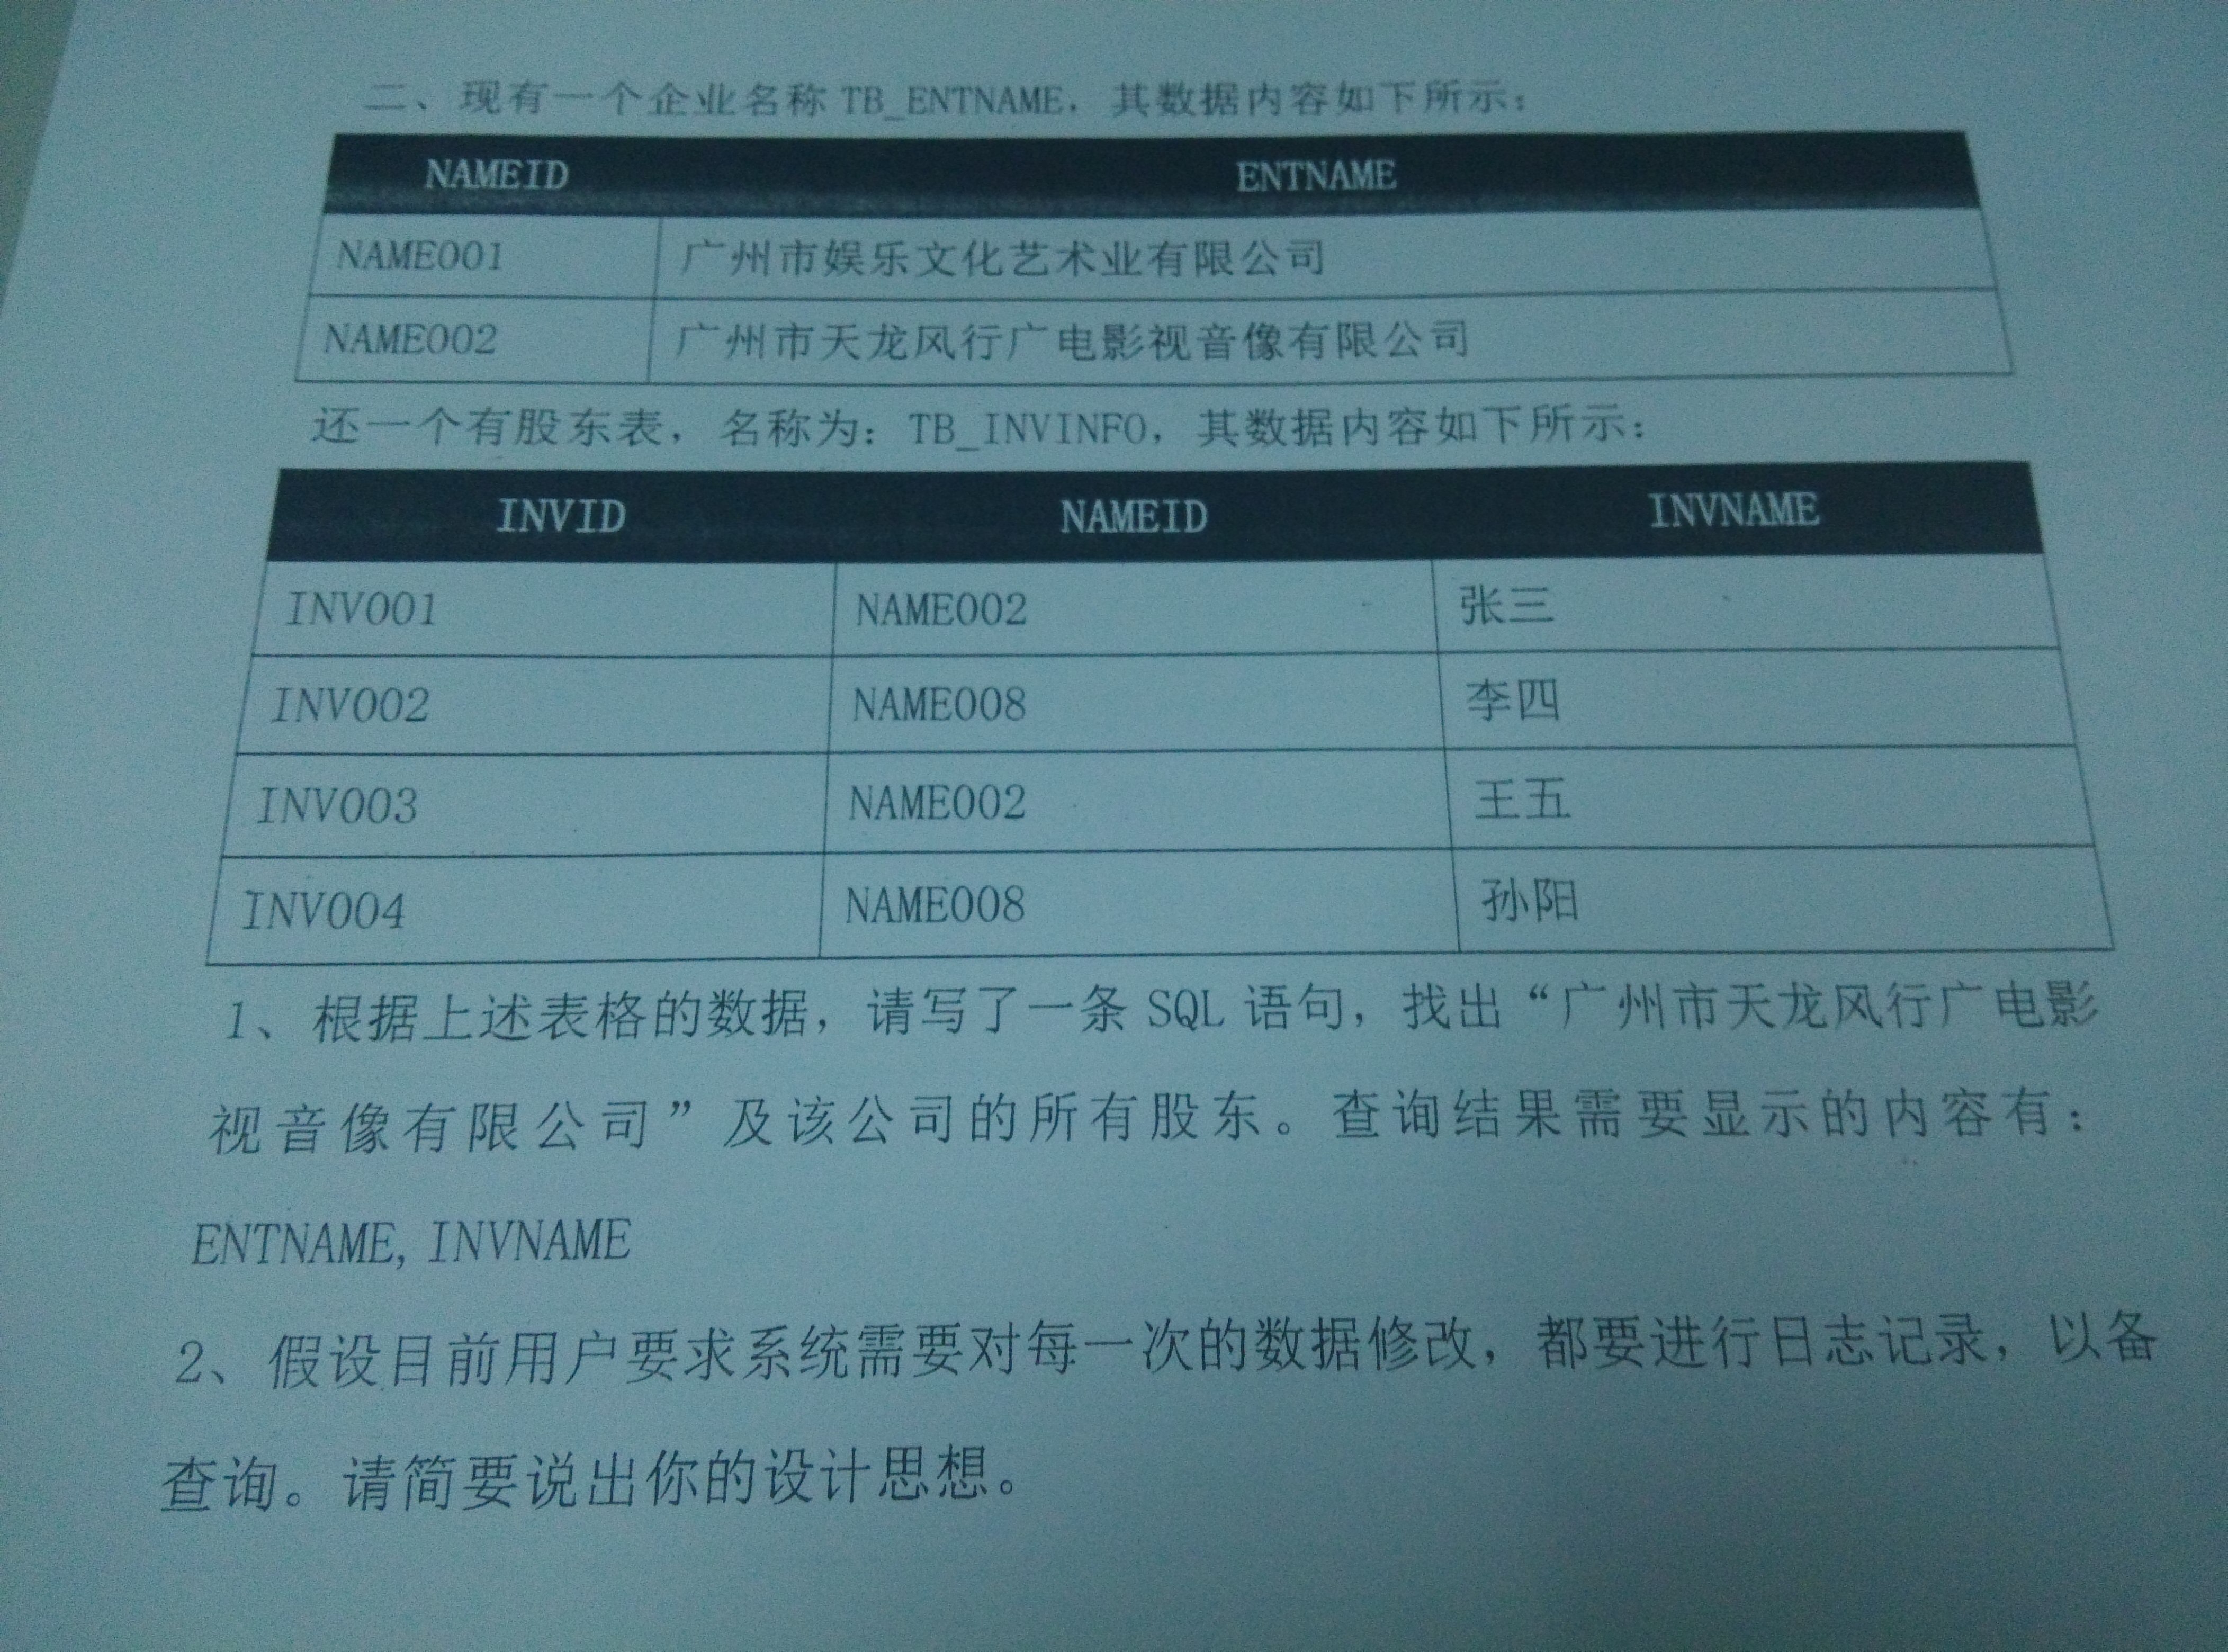 二、现有一个企业名称 TB_ENTNAME，其数据内容如下所示：
NAMEID ENTNAME
NAME001 广州市娱乐文化艺术业有限公司
NAME002 广州市天龙风行广电影视音像有限公司
还一个有股东表，名称为：TB_INVINFO，其数据内容如下所示：
INVID NAMEID INVNAME
INV001 NAME002 张三
INV002 NAME008 李四
INV003 NAME002 王五
INV004 NAME008 孙阳
1、根据上述表格的数据，请写了一条 SQL 语句，找出“广州市天龙风行广电影
视音像有限公司”及该公司的所有股东。查询结果需要显示的内容有：
ENTNAME, INVNAME
2、假设目前用户要求系统需要对每一次的数据修改，都要进行日志记录，以备
查询。请简要说出你的设计思想。